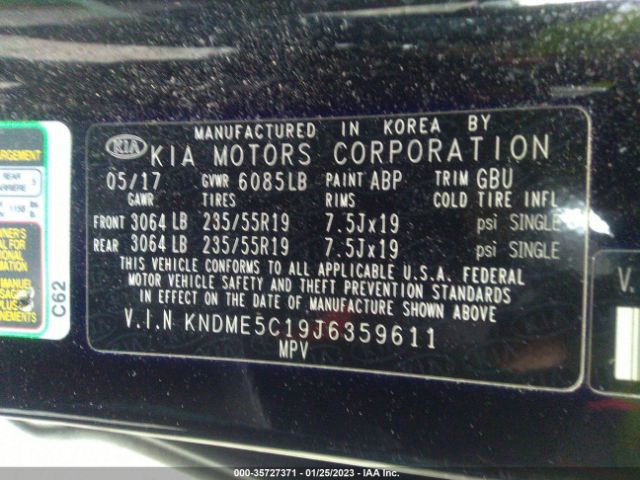 MANUFACTURED IN KOREA BY
KIA KIA MOTORS CORPORATION
05/17 GVWR 6085LB PAINT ABP TRIM GBU
GAWR TIRES RIMS COLD TIRE INFL
FRONT 3064 LB 235/55R19 7.5Jx19 psi SINGLE
REAR 3064 LB 235/55R19 7.5Jx19 psi SINGLE
THIS VEHICLE CONFORMS TO ALL APPLICABLE U.S.A. FEDERAL
MOTOR VEHICLE SAFETY AND THEFT PREVENTION STANDARDS
IN EFFECT ON THE DATE OF MANUFACTURE SHOWN ABOVE.
V.I.N KNDME5C19J6359611
MPV
ARGEMENT
REAR
C62
V.
000-35727371 - 01/25/2023 - IAA Inc.